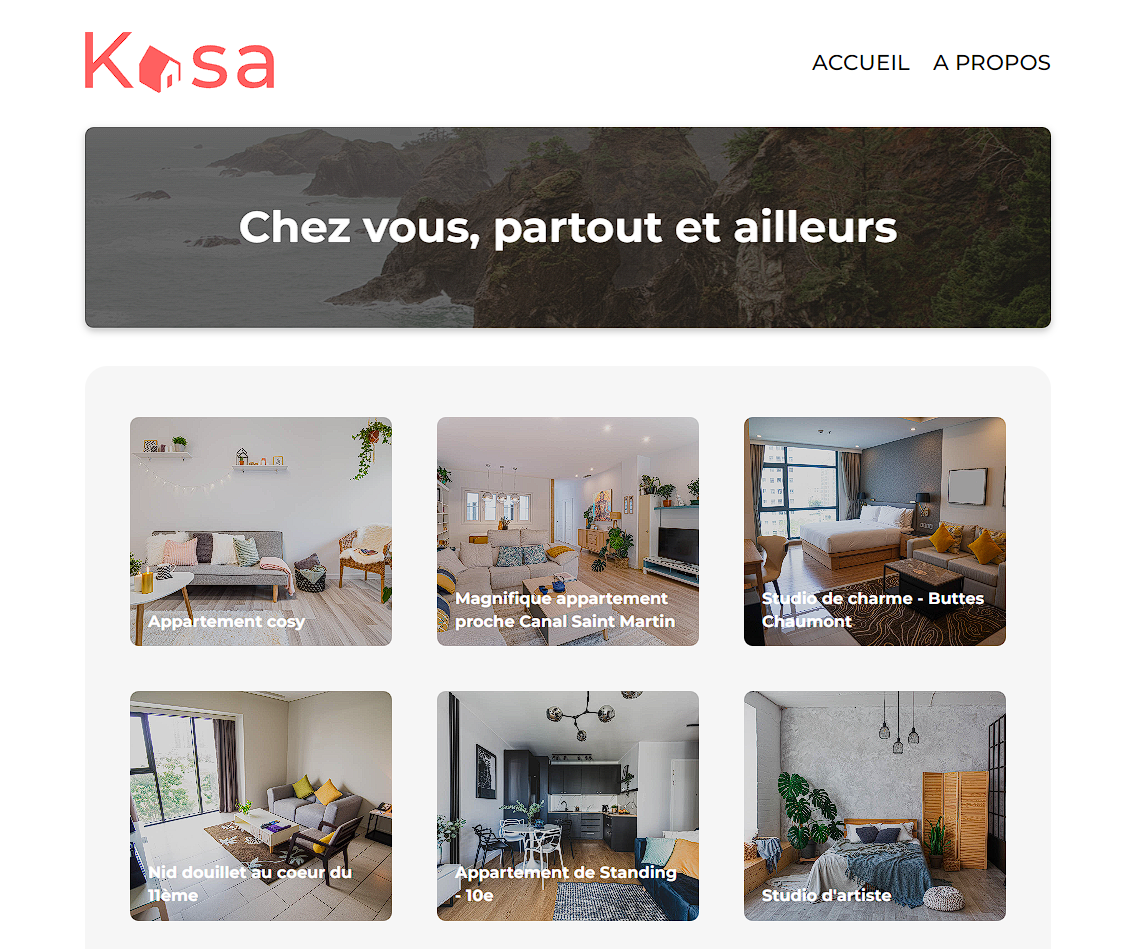 Kasa
ACCUEIL A PROPOS
Chez vous, partout et ailleurs
Appartement cosy
Magnifique appartement
proche Canal Saint Martin
Studio de charme - Buttes
Chaumont
Nid douillet au coeur du
11ème
Appartement de Standing
- 10e
Studio d'artiste